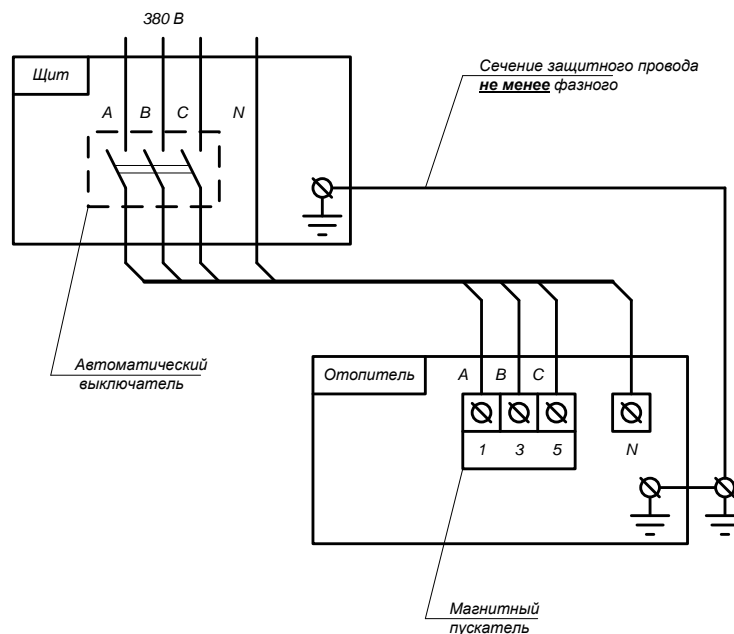 380 В
Щит
Сечение защитного провода
не менее фазного
A B C N
Автоматический
выключатель
Отопитель
A B C
1 3 5 N
Магнитный
пускатель